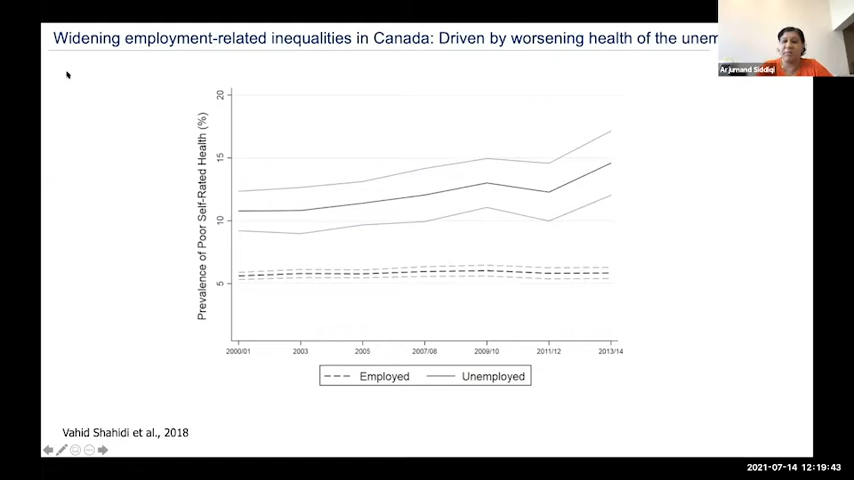 Widening employment-related inequalities in Canada: Driven by worsening health of the unem
Arjumand Siddiqi
Prevalence of Poor Self-Rated Health (%)
20
15
10
5
2000/01 2003 2005 2007/08 2009/10 2011/12 2013/14
Employed Unemployed
Vahid Shahidi et al., 2018
2021-07-14 12:19:43